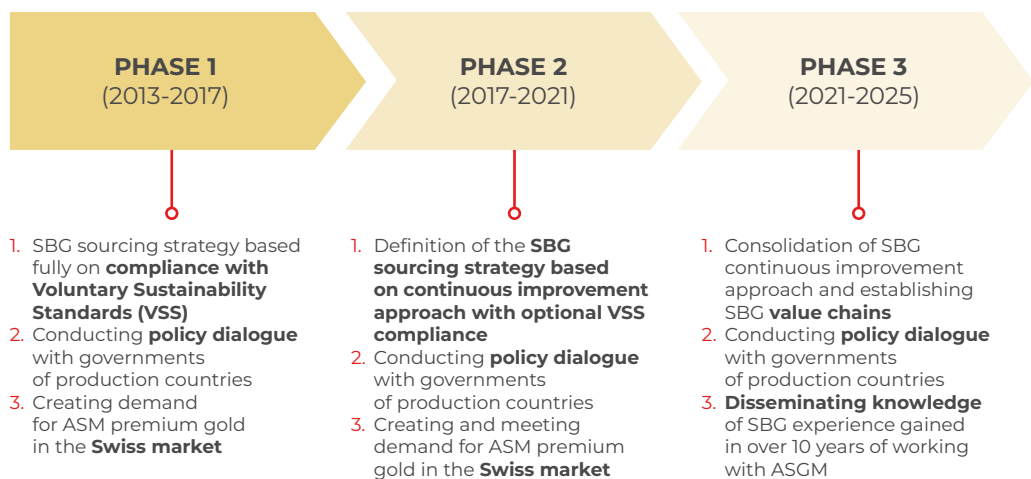 PHASE 1
(2013-2017)
PHASE 2
(2017-2021)
PHASE 3
(2021-2025)
1. SBG sourcing strategy based
fully on compliance with
Voluntary Sustainability
Standards (VSS)
2. Conducting policy dialogue
with governments
of production countries
3. Creating demand
for ASM premium gold
in the Swiss market
1. Definition of the SBG
sourcing strategy based
on continuous improvement
approach with optional VSS
compliance
2. Conducting policy dialogue
with governments
of production countries
3. Creating and meeting
demand for ASM premium
gold in the Swiss market
1. Consolidation of SBG
continuous improvement
approach and establishing
SBG value chains
2. Conducting policy dialogue
with governments
of production countries
3. Disseminating knowledge
of SBG experience gained
in over 10 years of working
with ASGM